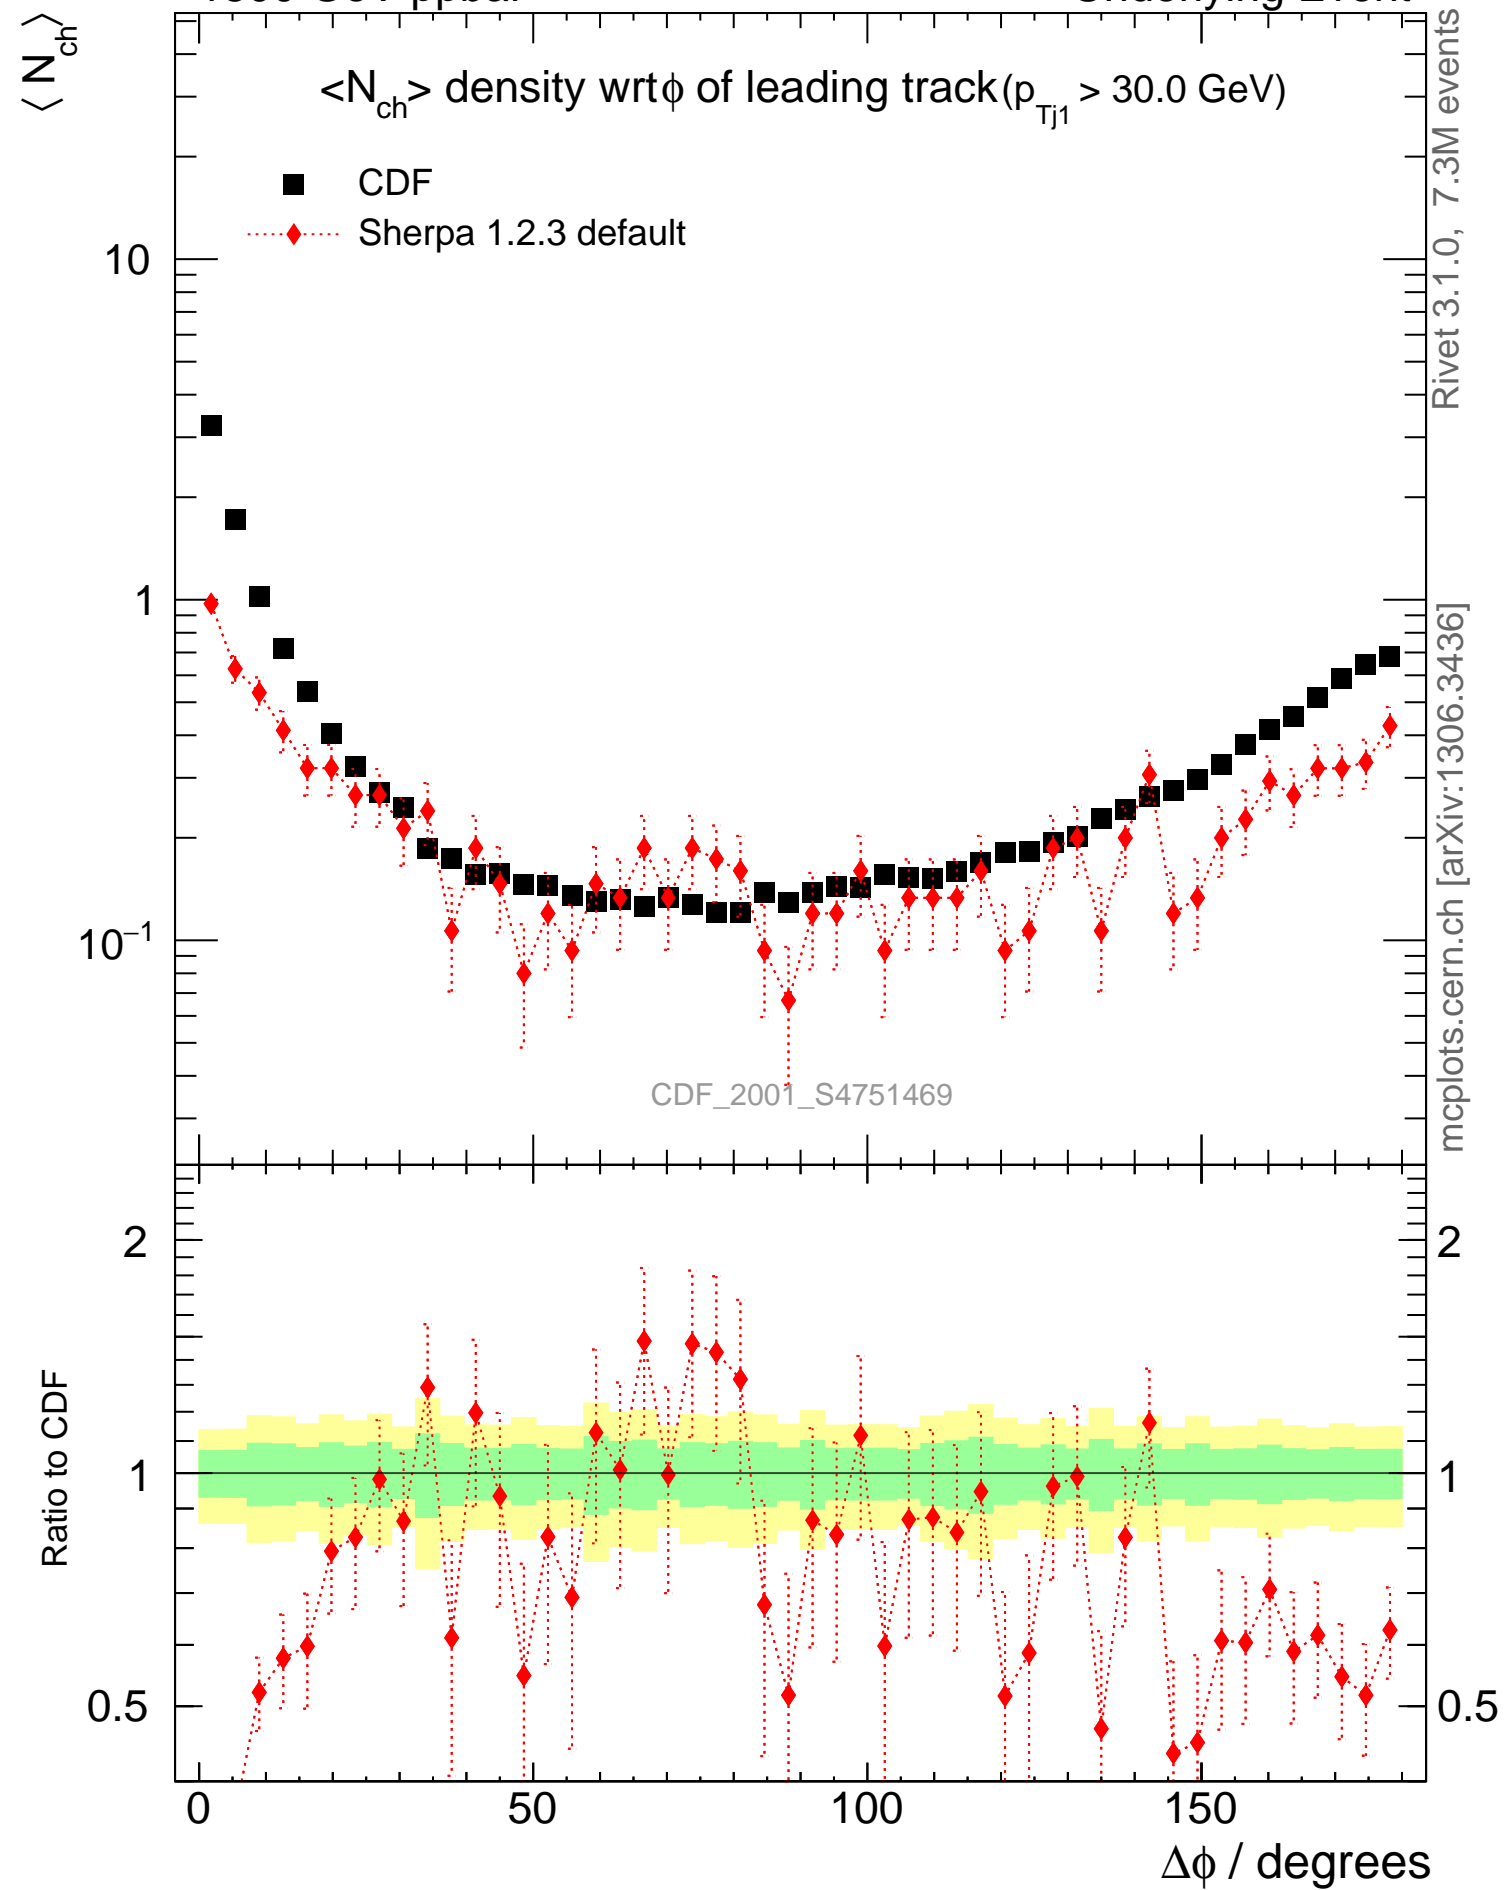 ⟨ N_ch ⟩
<N_ch> density wrt ϕ of leading track (p_Tj1 > 30.0 GeV)
CDF
Sherpa 1.2.3 default
10
1
10⁻¹
CDF_2001_S4751469
Rivet 3.1.0, 7.3M events
mcplots.cern.ch [arXiv:1306.3436]
Ratio to CDF
2
1
0.5
2
1
0.5
0 50 100 150
Δϕ / degrees